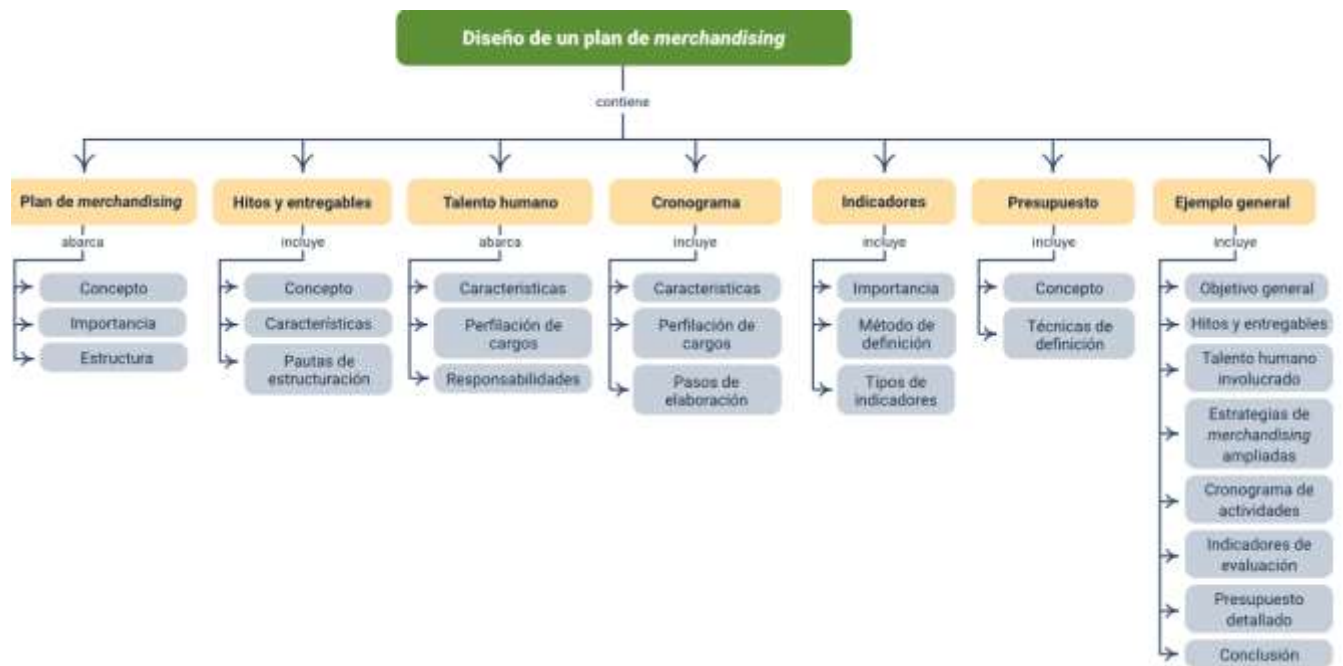 Diseño de un plan de merchandising
contiene
Plan de merchandising
abarca
Concepto
Importancia
Estructura
Hitos y entregables
incluye
Concepto
Características
Pautas de
estructuración
Talento humano
abarca
Características
Perfilación de
cargos
Responsabilidades
Cronograma
incluye
Características
Perfilación de
cargos
Pasos de
elaboración
Indicadores
incluye
Importancia
Método de
definición
Tipos de
indicadores
Presupuesto
incluye
Concepto
Técnicas de
definición
Ejemplo general
incluye
Objetivo general
Hitos y entregables
Talento humano
involucrado
Estrategias de
merchandising
ampliadas
Cronograma de
actividades
Indicadores de
evaluación
Presupuesto
detallado
Conclusión